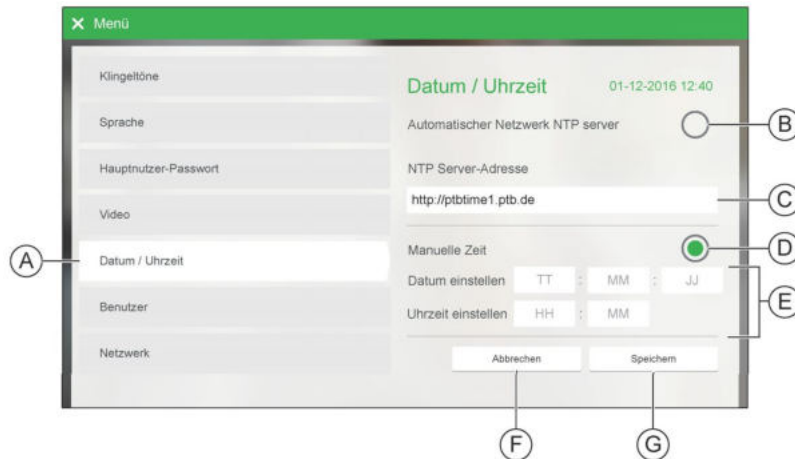 × Menü
Klingeltöne
Sprache
Hauptnutzer-Passwort
Video
A
Datum / Uhrzeit
Benutzer
Netzwerk
Datum / Uhrzeit 01-12-2016 12:40
Automatischer Netzwerk NTP server B
NTP Server-Adresse
http://ptbtime1.ptb.de C
Manuelle Zeit D
Datum einstellen TT : MM : JJ
E
Uhrzeit einstellen HH : MM
Abbrechen Speichern
F G